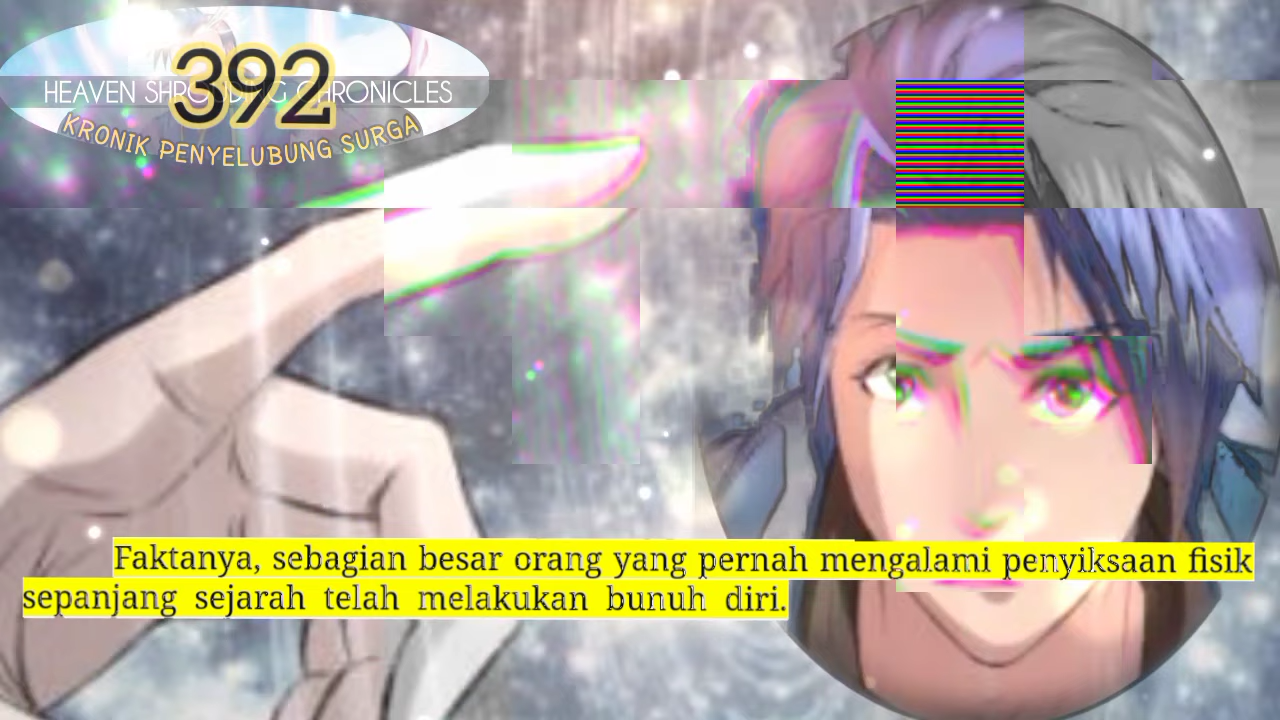 392
HEAVEN SHROUDING CHRONICLES
KRONIK PENYELUBUNG SURGA
Faktanya, sebagian besar orang yang pernah mengalami penyiksaan fisik
sepanjang sejarah telah melakukan bunuh diri.